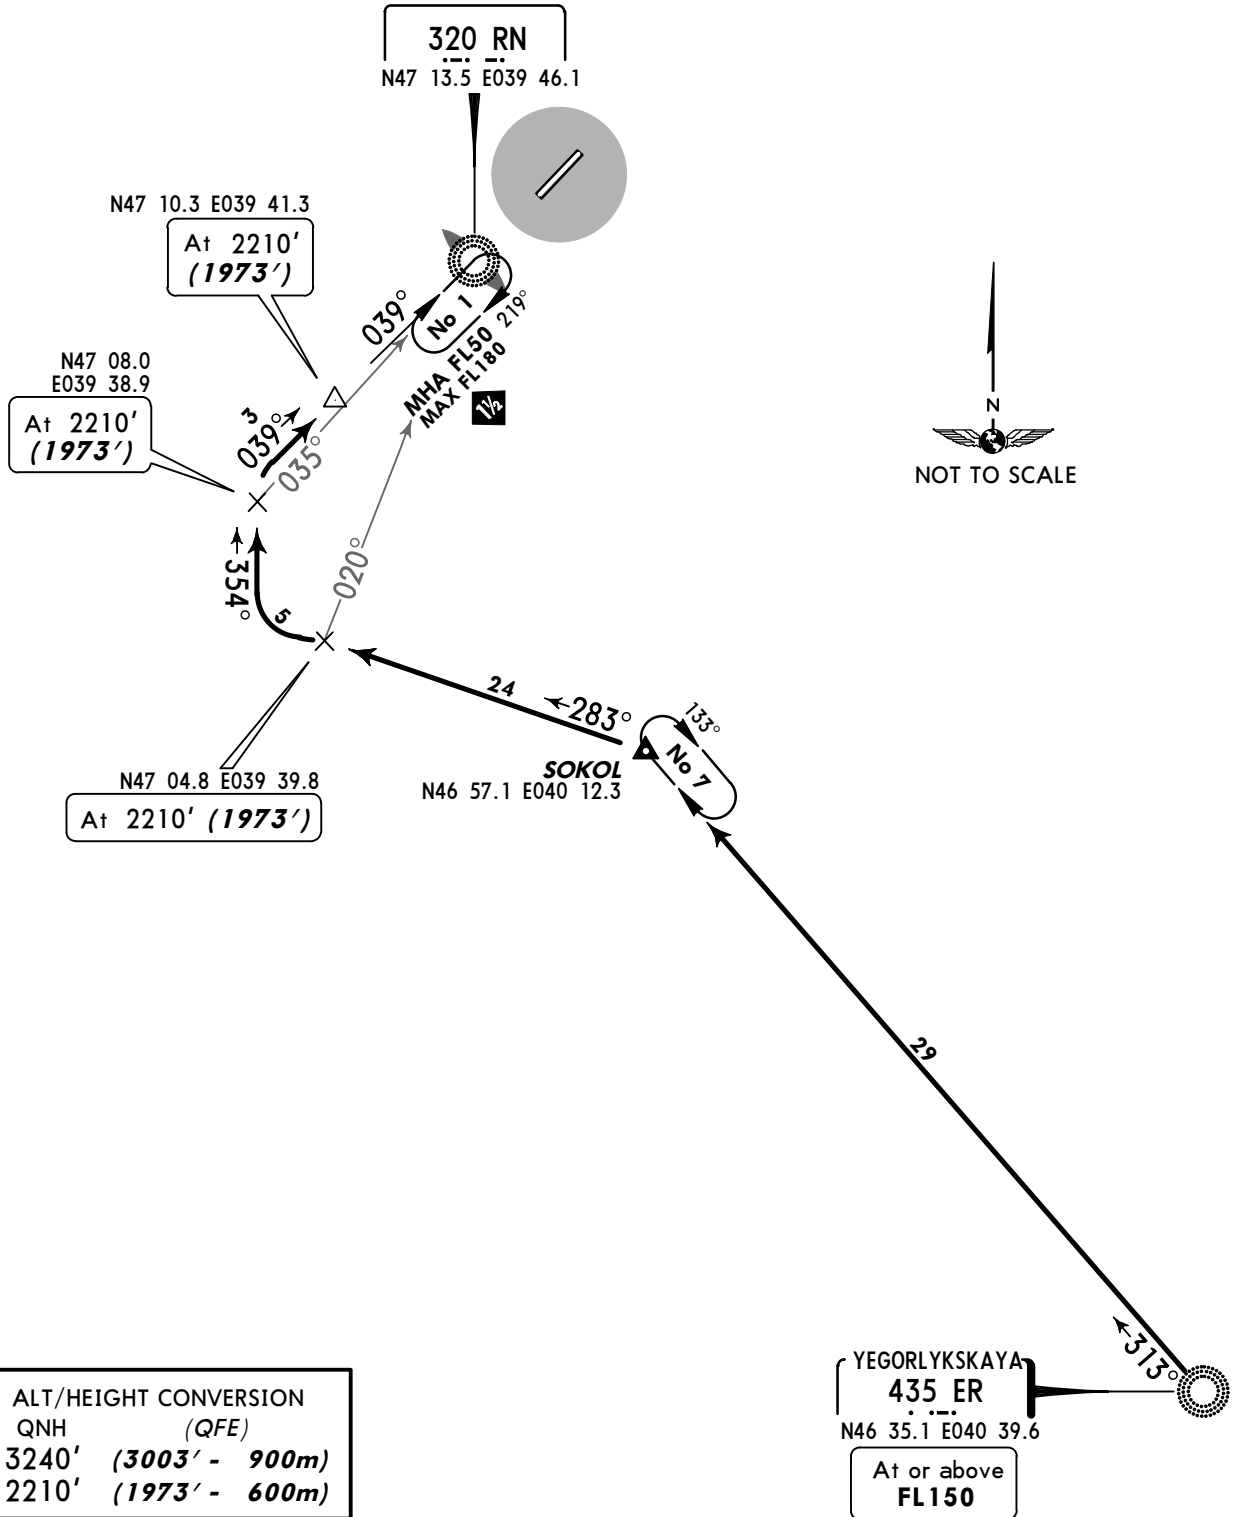 320 RN
N47 13.5 E039 46.1
N47 10.3 E039 41.3
At 2210'
(1973')
N47 08.0
E039 38.9
At 2210'
(1973')
039°
No 1
219°
MHA FL50
MAX FL180
1½
3
039°
035°
020°
354°
5
N
NOT TO SCALE
24
283°
133°
No 7
SOKOL
N46 57.1 E040 12.3
N47 04.8 E039 39.8
At 2210' (1973')
29
313°
YEGORLYKSKAYA
435 ER
N46 35.1 E040 39.6
At or above
FL150
ALT/HEIGHT CONVERSION
QNH (QFE)
3240' (3003' - 900m)
2210' (1973' - 600m)